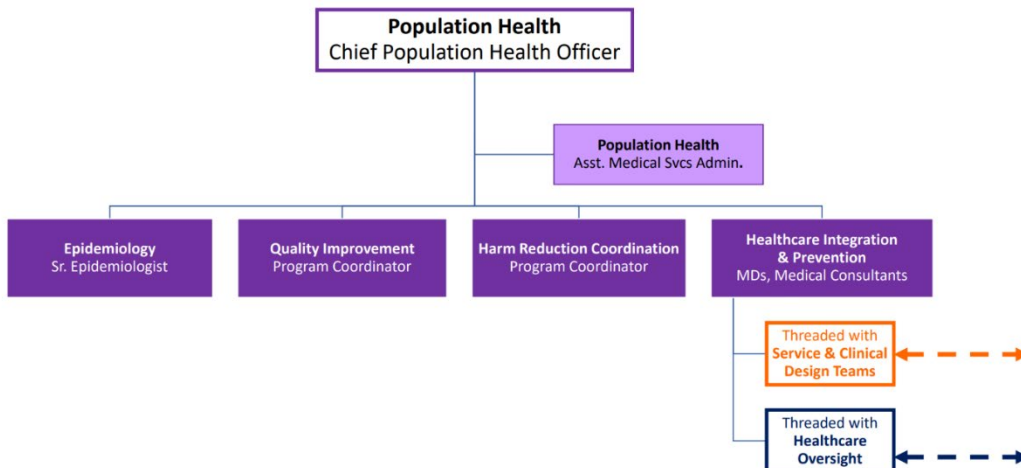 Population Health
Chief Population Health Officer
Population Health
Asst. Medical Svcs Admin.
Epidemiology
Sr. Epidemiologist
Quality Improvement
Program Coordinator
Harm Reduction Coordination
Program Coordinator
Healthcare Integration
& Prevention
MDs, Medical Consultants
Threaded with
Service & Clinical
Design Teams
Threaded with
Healthcare
Oversight